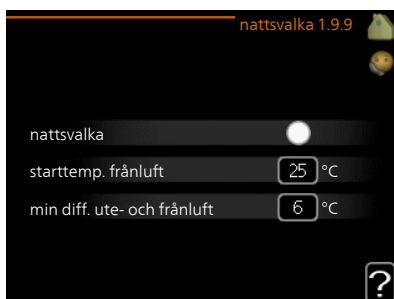 nattsvalka 1.9.9
nattsvalka
starttemp. frånluft 25 °C
min diff. ute- och frånluft 6 °C
?